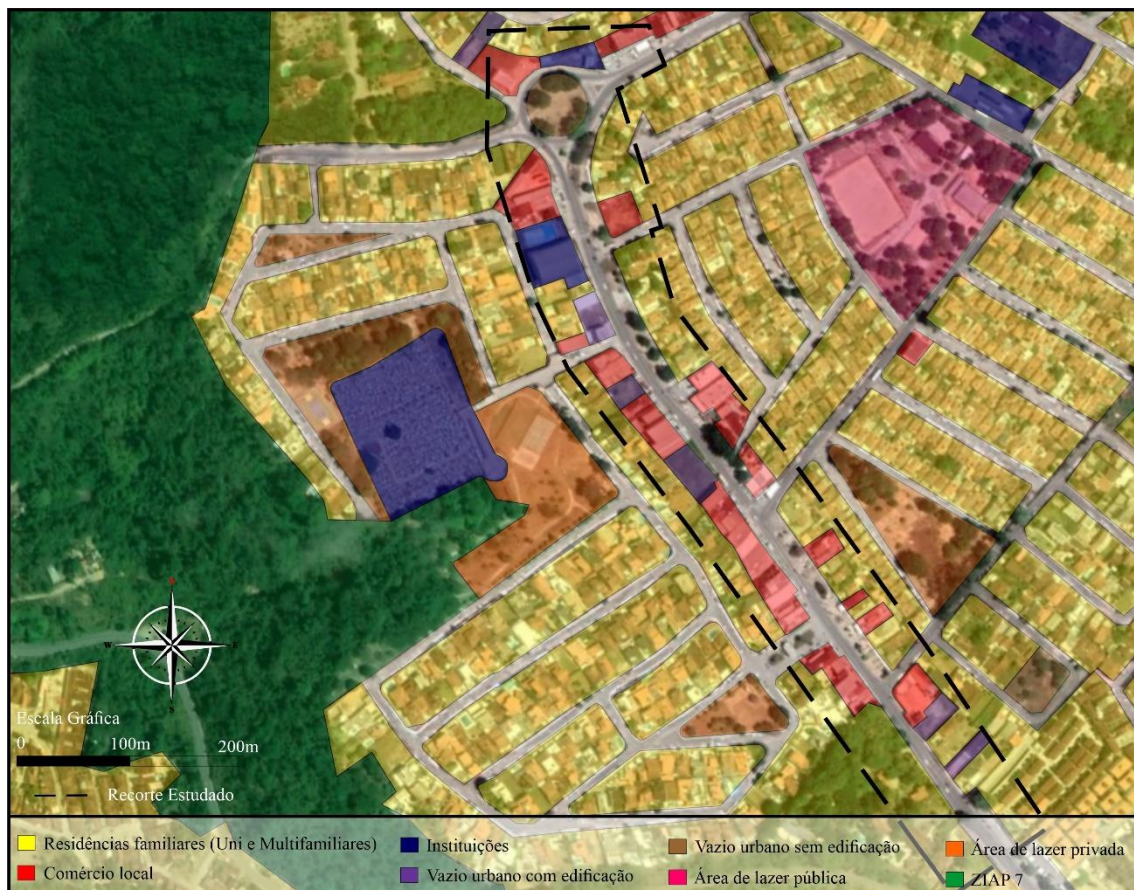 N
W
E
S
Escala Gráfica
0 100m 200m
Recorte Estudado
Residências familiares (Uni e Multifamiliares)
Instituições
Vazio urbano sem edificação
Área de lazer privada
Comércio local
Vazio urbano com edificação
Área de lazer pública
ZIAP 7